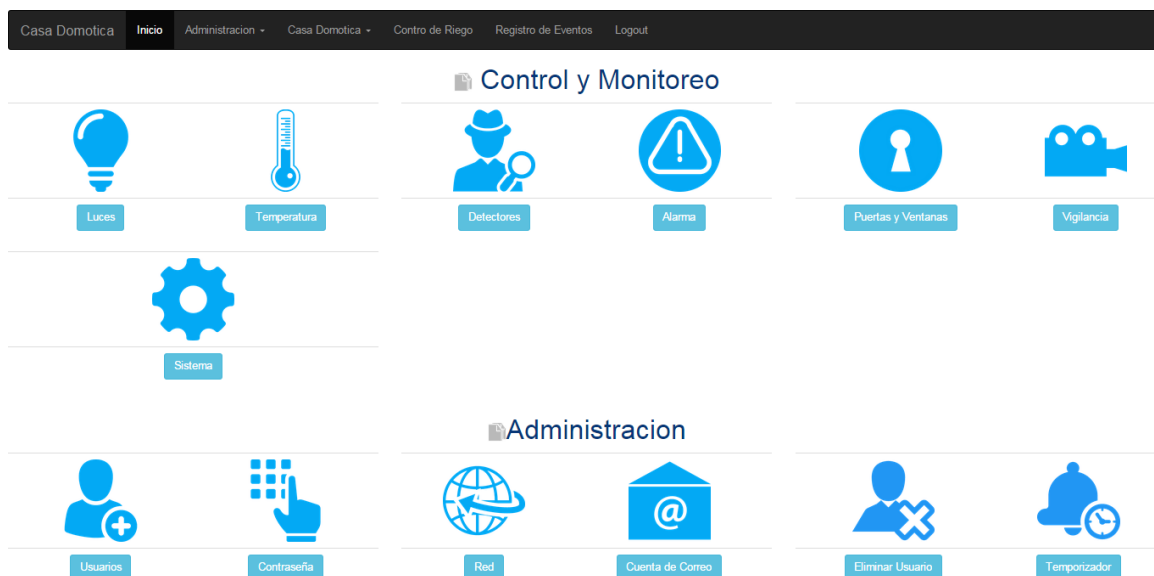 Casa Domotica Inicio Administracion Casa Domotica Contro de Riego Registro de Eventos Logout
Control y Monitoreo
Luces Temperatura Detectores Alarma Puertas y Ventanas Vigilancia
Sistema
Administracion
@
Usuarios Contraseña Red Cuenta de Correo Eliminar Usuario Temporizador